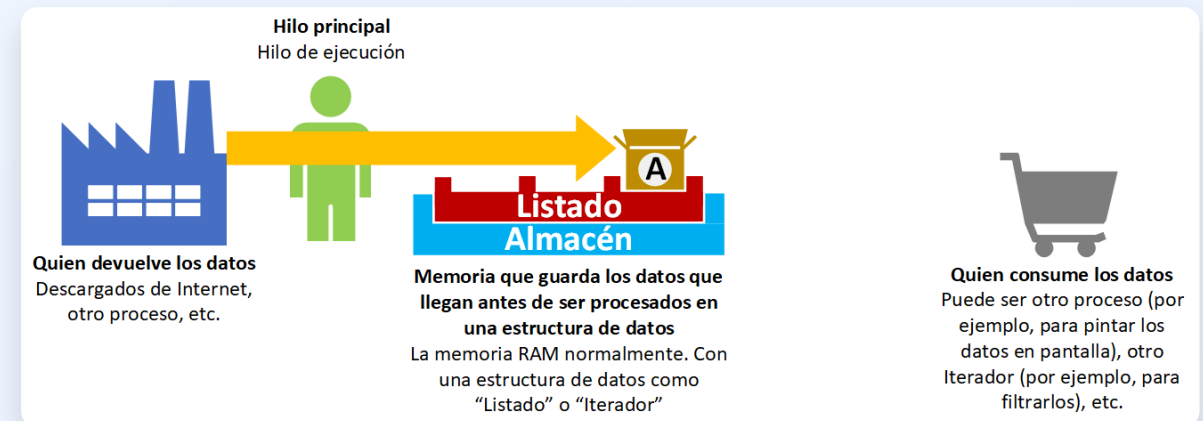 Hilo principal
Hilo de ejecución
A
Listado
Almacén
Quien devuelve los datos
Descargados de Internet,
otro proceso, etc.
Memoria que guarda los datos que
llegan antes de ser procesados en
una estructura de datos
La memoria RAM normalmente. Con
una estructura de datos como
“Listado” o “Iterador”
Quien consume los datos
Puede ser otro proceso (por
ejemplo, para pintar los
datos en pantalla), otro
Iterador (por ejemplo, para
filtrarlos), etc.